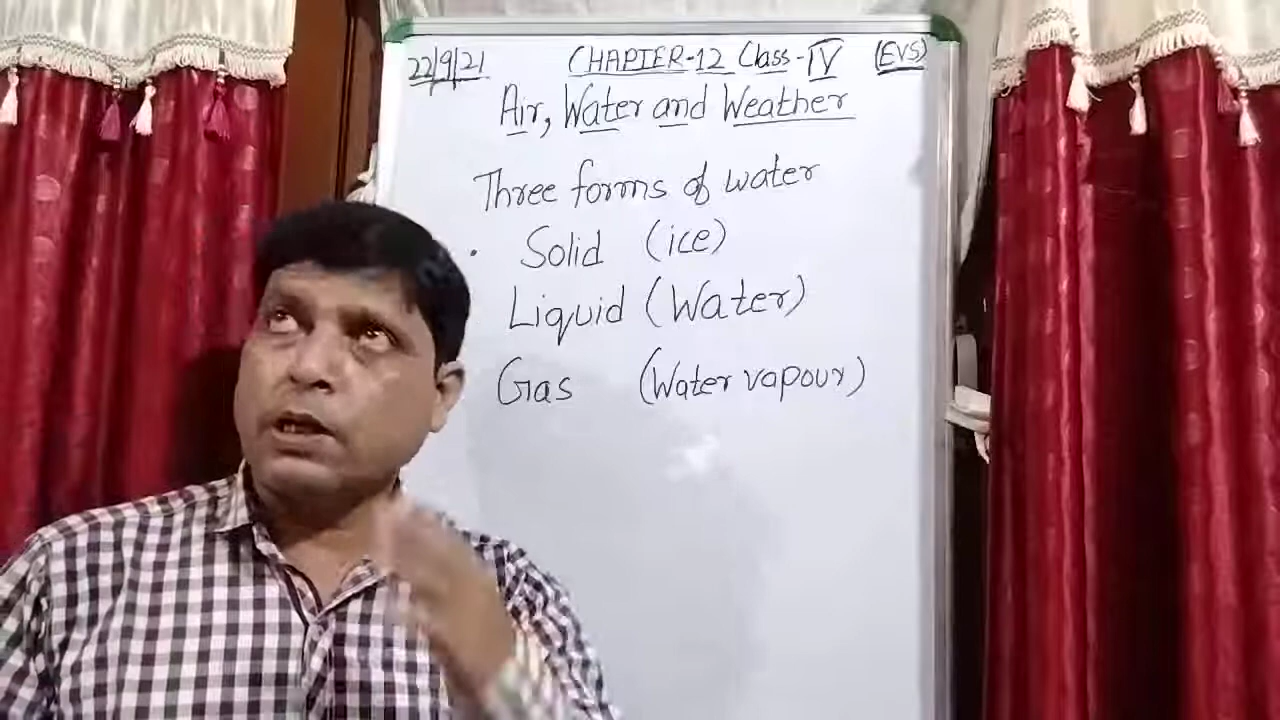 22/9/21 CHAPTER-12 Class-IV (EVS)
Air, Water and Weather
Three forms of water
Solid (ice)
Liquid (Water)
Gas (Water vapour)